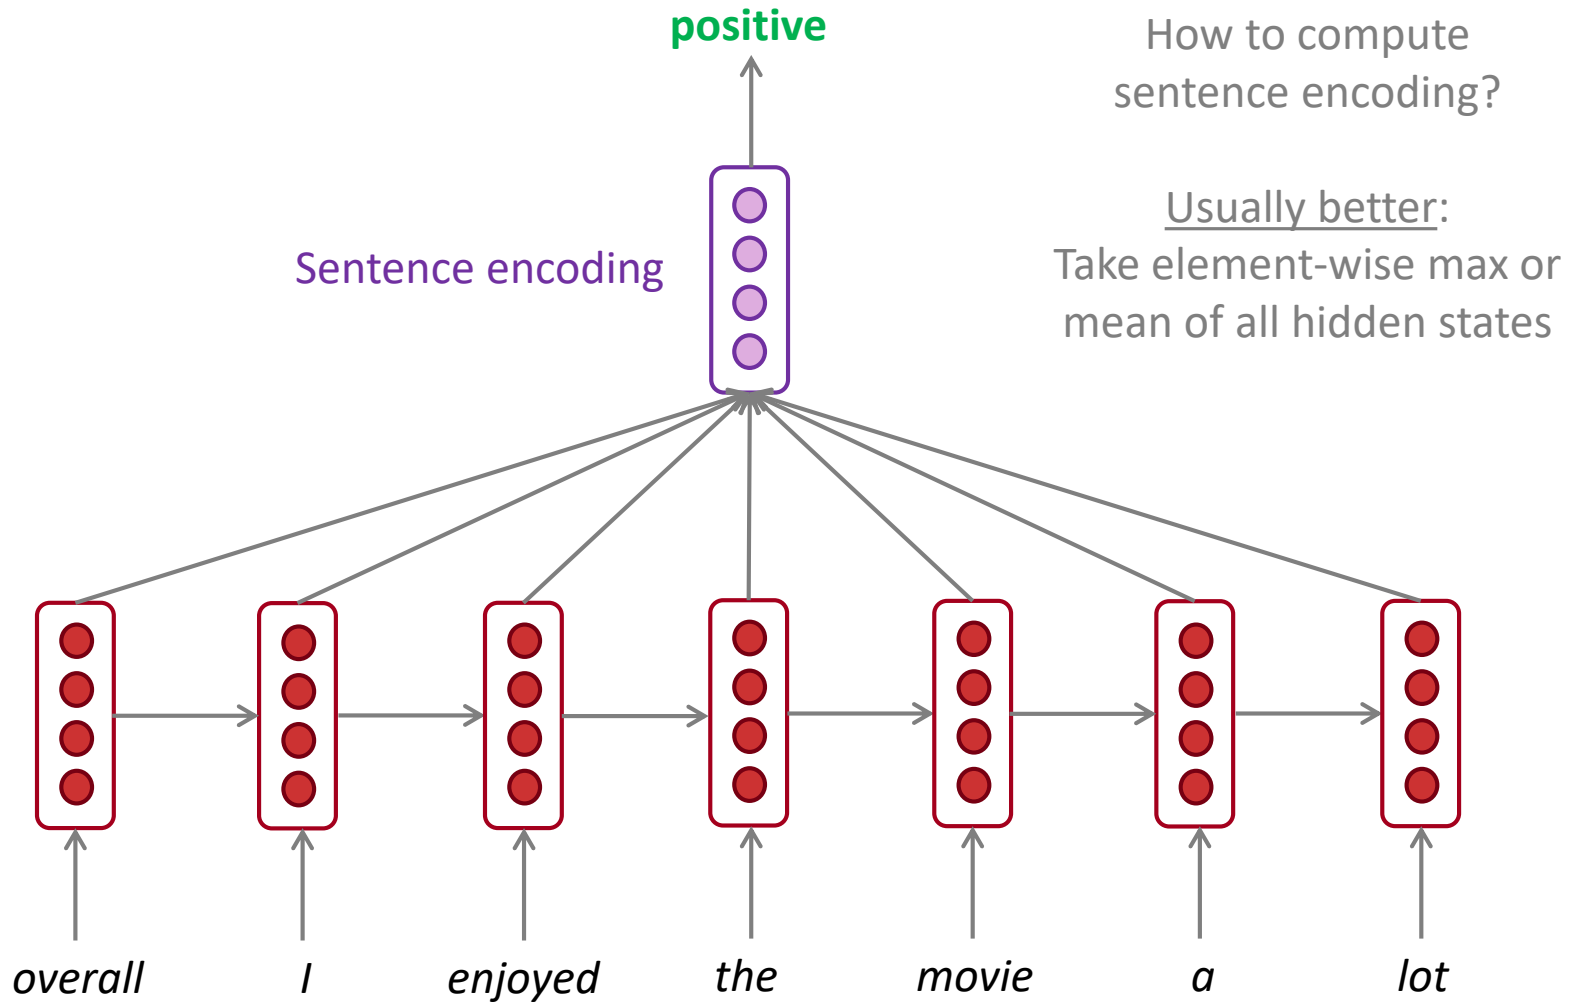 positive
How to compute
sentence encoding?
Usually better:
Take element-wise max or
mean of all hidden states
Sentence encoding
overall I enjoyed the movie a lot